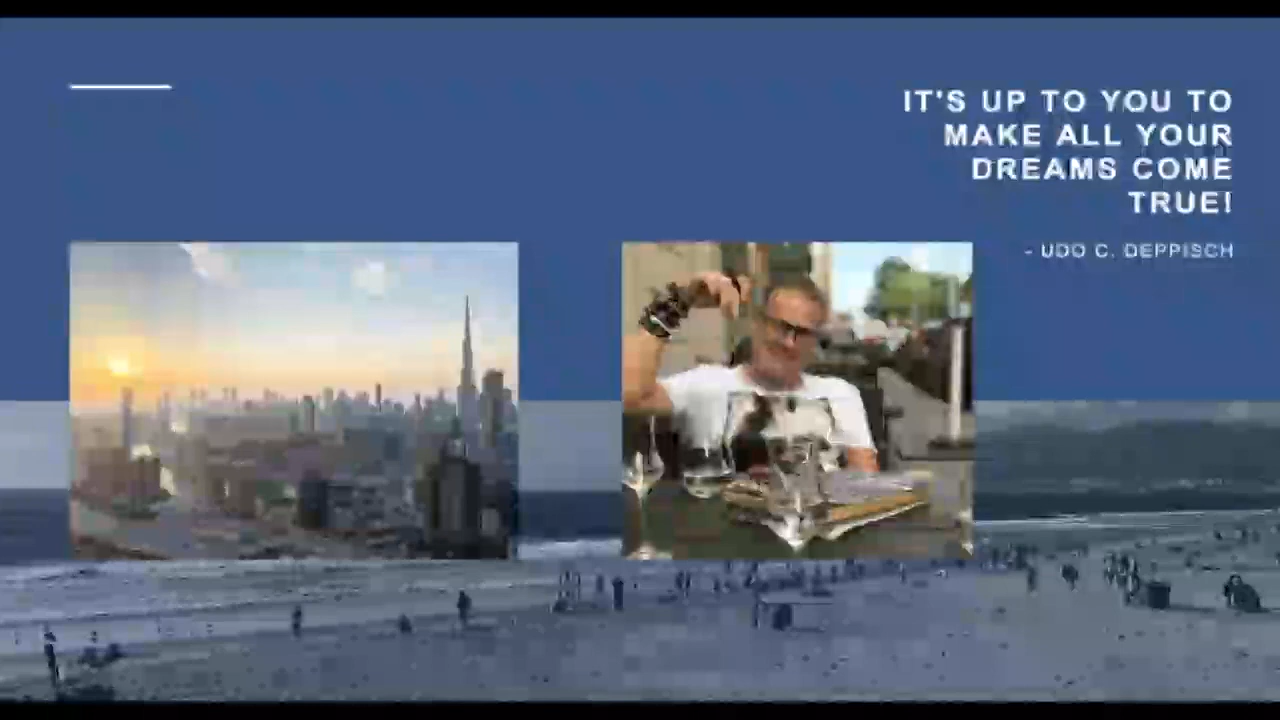 IT'S UP TO YOU TO
MAKE ALL YOUR
DREAMS COME
TRUE!
- UDO C. DEPPISCH